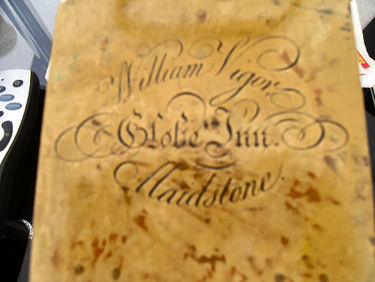 William Vigor
Globe Inn.
Maidstone.